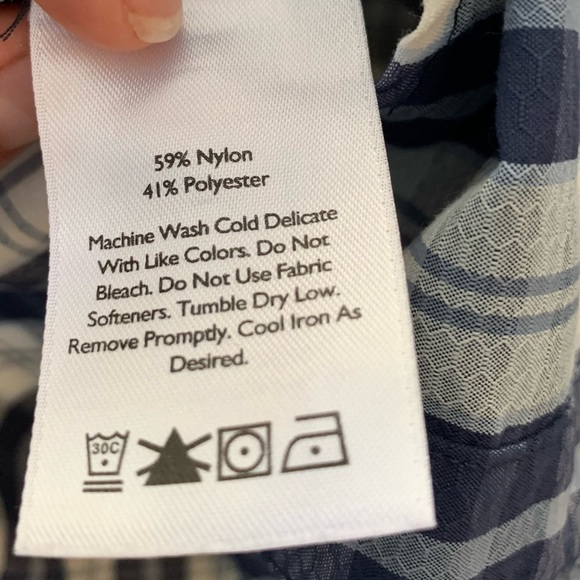 59% Nylon
41% Polyester
Machine Wash Cold Delicate
With Like Colors. Do Not
Bleach. Do Not Use Fabric
Softeners. Tumble Dry Low.
Remove Promptly. Cool Iron As
Desired.
30C